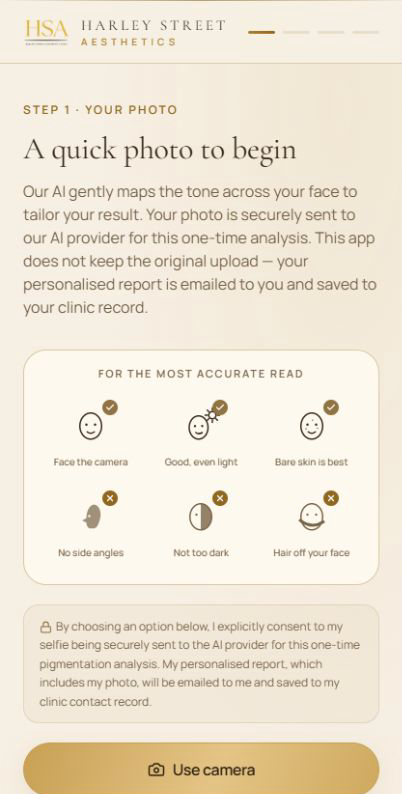 HSA
HARLEY STREET
AESTHETICS
STEP 1 · YOUR PHOTO
A quick photo to begin
Our AI gently maps the tone across your face to
tailor your result. Your photo is securely sent to
our AI provider for this one-time analysis. This app
does not keep the original upload — your
personalised report is emailed to you and saved to
your clinic record.
FOR THE MOST ACCURATE READ
Face the camera
Good, even light
Bare skin is best
No side angles
Not too dark
Hair off your face
By choosing an option below, I explicitly consent to my
selfie being securely sent to the AI provider for this one-time
pigmentation analysis. My personalised report, which
includes my photo, will be emailed to me and saved to my
clinic contact record.
Use camera